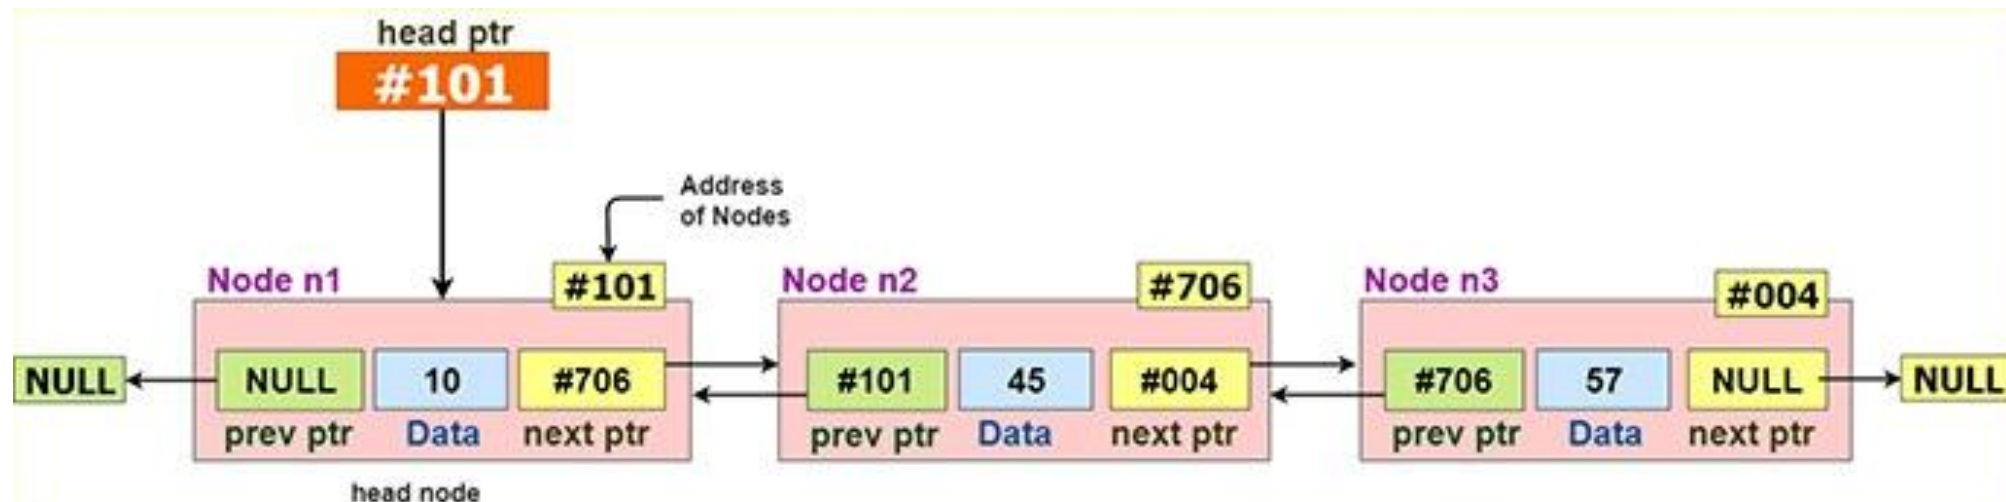 head ptr
#101
Address
of Nodes
Node n1
#101
Node n2
#706
Node n3
#004
NULL
NULL
10
#706
#101
45
#004
#706
57
NULL
NULL
prev ptr
Data
next ptr
prev ptr
Data
next ptr
prev ptr
Data
next ptr
head node